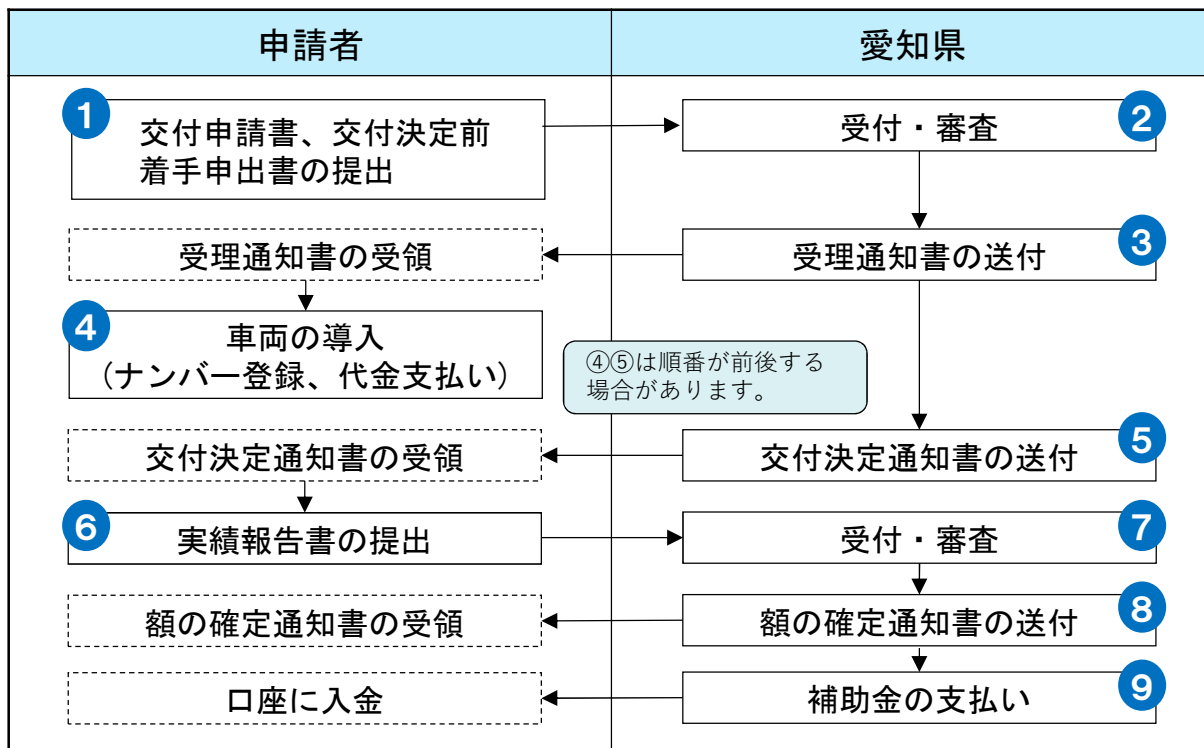 申請者
愛知県
1
交付申請書、交付決定前
着手申出書の提出
2
受付・審査
受理通知書の受領
3
受理通知書の送付
4
車両の導入
(ナンバー登録、代金支払い)
④⑤は順番が前後する
場合があります。
交付決定通知書の受領
5
交付決定通知書の送付
6
実績報告書の提出
7
受付・審査
額の確定通知書の受領
8
額の確定通知書の送付
口座に入金
9
補助金の支払い